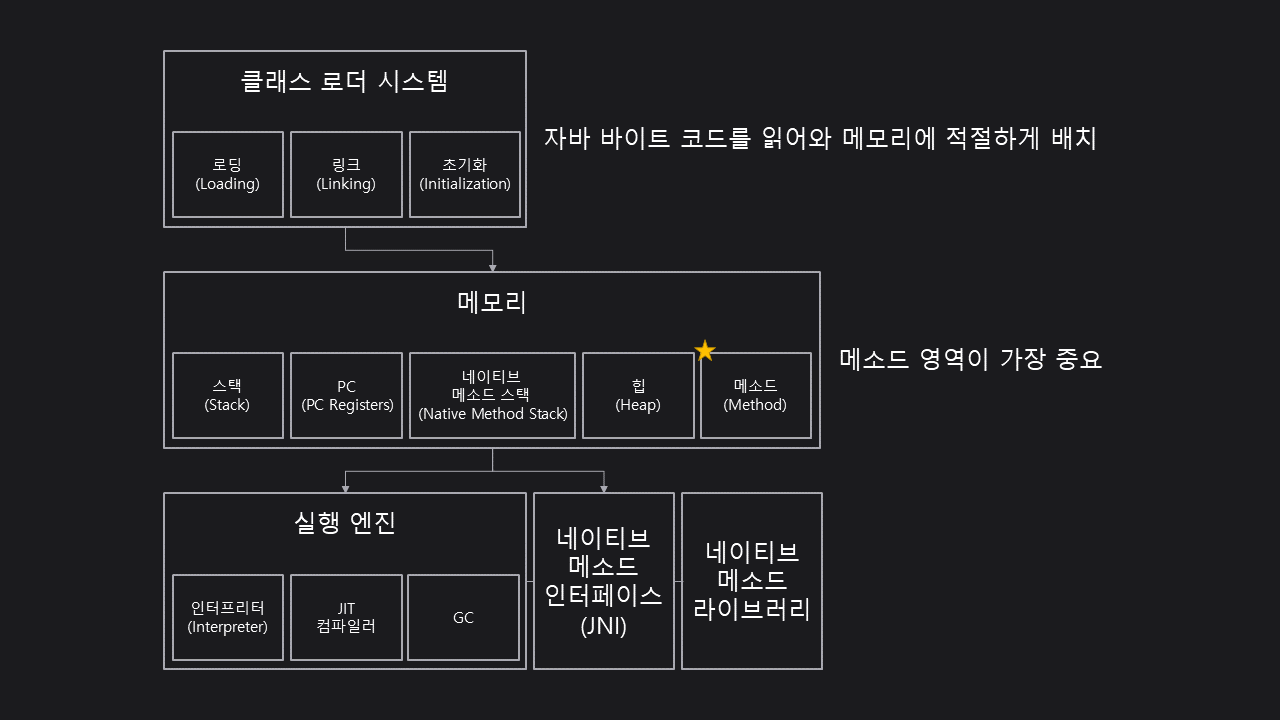 클래스 로더 시스템
로딩
(Loading)
링크
(Linking)
초기화
(Initialization)
자바 바이트 코드를 읽어와 메모리에 적절하게 배치
메모리
스택
(Stack)
PC
(PC Registers)
네이티브
메소드 스택
(Native Method Stack)
힙
(Heap)
메소드
(Method)
메소드 영역이 가장 중요
실행 엔진
인터프리터
(Interpreter)
JIT
컴파일러
GC
네이티브
메소드
인터페이스
(JNI)
네이티브
메소드
라이브러리